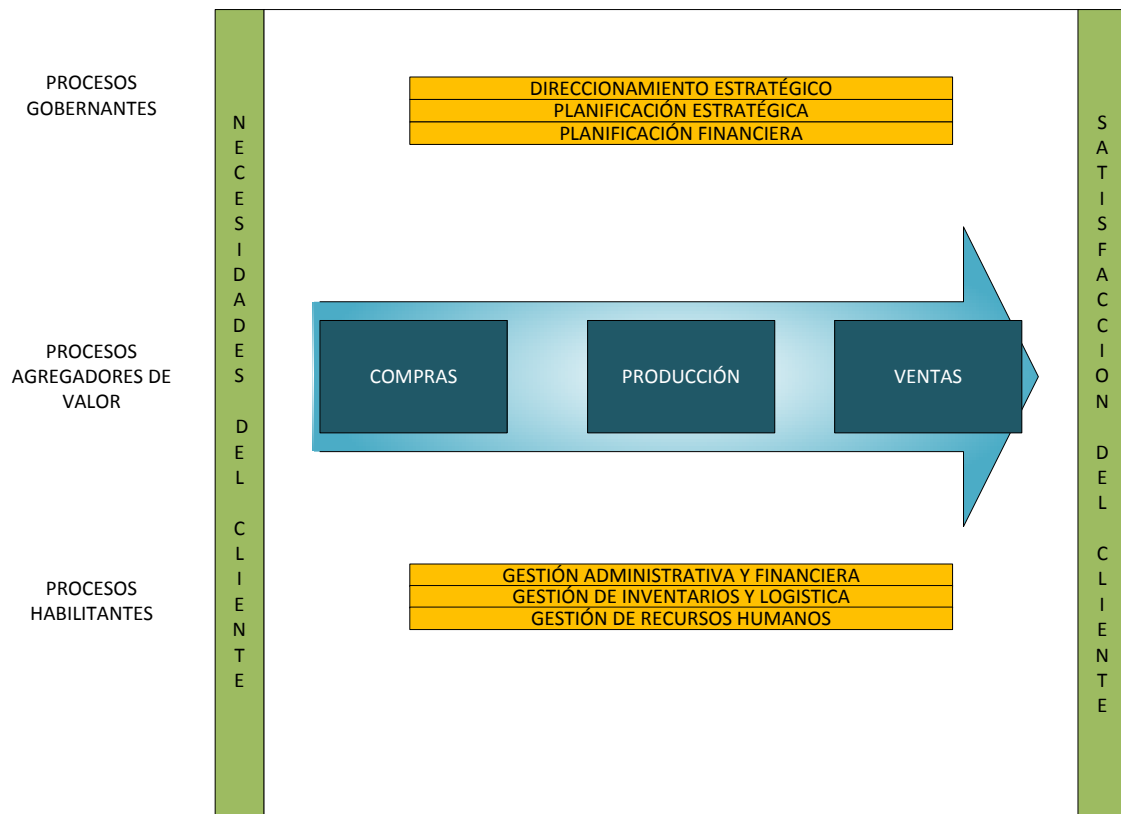 PROCESOS
GOBERNANTES
DIRECCIONAMIENTO ESTRATÉGICO
PLANIFICACIÓN ESTRATÉGICA
PLANIFICACIÓN FINANCIERA
NECESIDADES DEL CLIENTE
PROCESOS
AGREGADORES DE
VALOR
COMPRAS
PRODUCCIÓN
VENTAS
PROCESOS
HABILITANTES
GESTIÓN ADMINISTRATIVA Y FINANCIERA
GESTIÓN DE INVENTARIOS Y LOGISTICA
GESTIÓN DE RECURSOS HUMANOS
SATISFACCION DEL CLIENTE